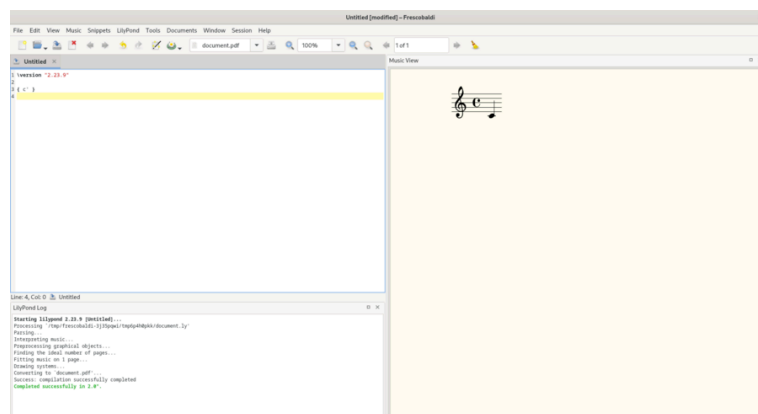 Untitled [modified] – Frescobaldi
File Edit View Music Snippets LilyPond Tools Documents Window Session Help
document.pdf 100% 1 of 1
Untitled
Music View
1 \version "2.23.9"
2
3 { c' }
4
Line: 4, Col: 0 Untitled
LilyPond Log
Starting lilypond 2.23.9 [Untitled]...
Parsing...
Interpreting music...
Preprocessing graphical objects...
Finding the ideal number of pages...
Fitting music on 1 page...
Drawing systems...
Converting to `document.pdf'...
Success: compilation successfully completed
Completed successfully in 2.0".